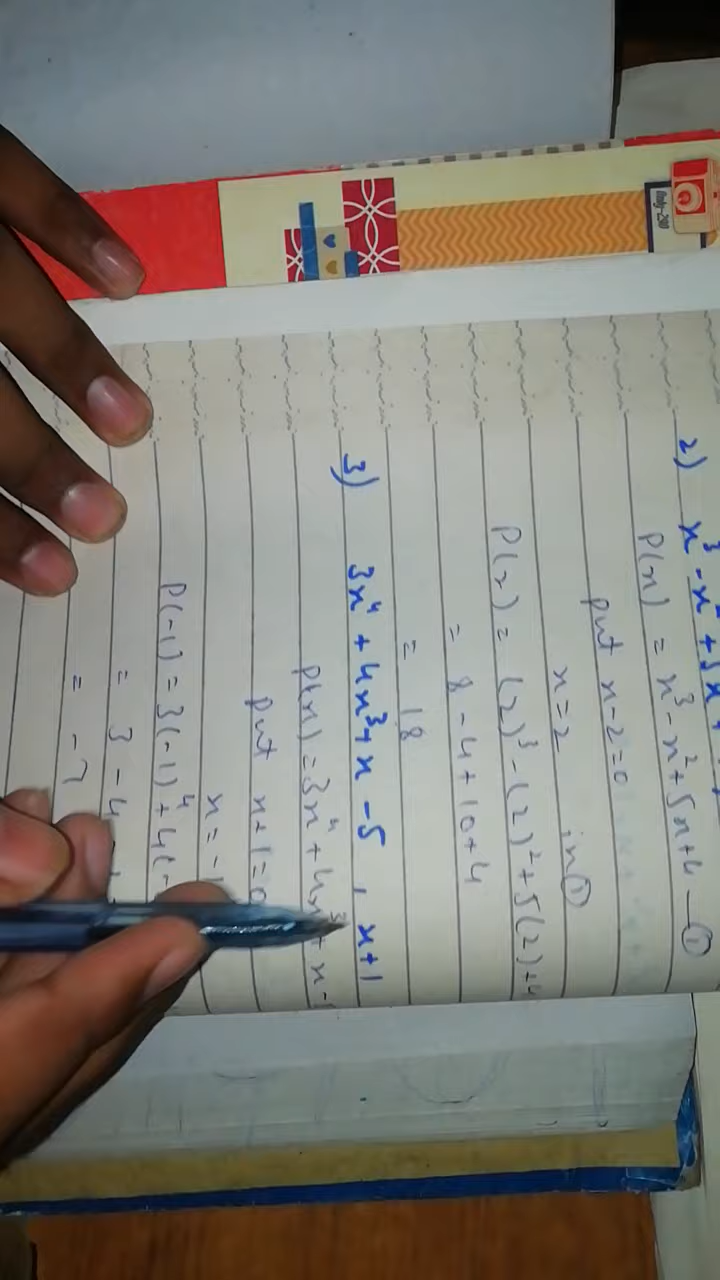 2) x³ - x² + 5x +
P(x) = x³ - x² + 5x + 4 — ①
put x - 2 = 0
x = 2 in ①
P(x) = (2)³ - (2)² + 5(2) + 4
= 8 - 4 + 10 + 4
= 18
3) 3x⁴ + 4x³ + x - 5 , x + 1
P(x) = 3x⁴ + 4x³ + x -
put x + 1 = 0
x = -1
P(-1) = 3(-1)⁴ + 4(-
= 3 - 4
= -7